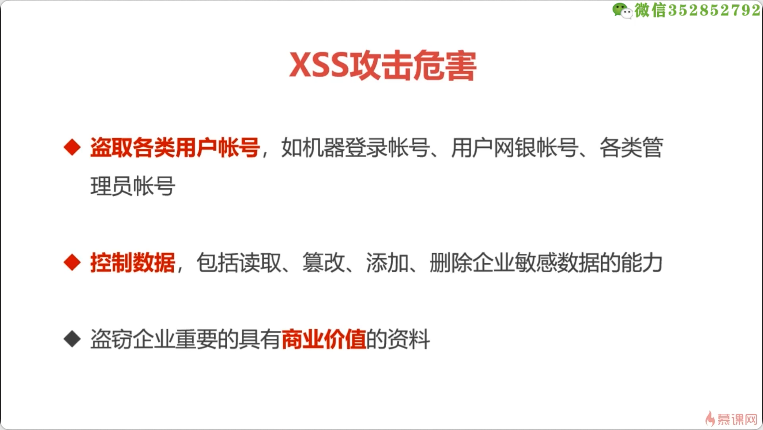 微信352852792
XSS攻击危害
盗取各类用户帐号，如机器登录帐号、用户网银帐号、各类管
理员帐号
控制数据，包括读取、篡改、添加、删除企业敏感数据的能力
盗窃企业重要的具有商业价值的资料
慕课网